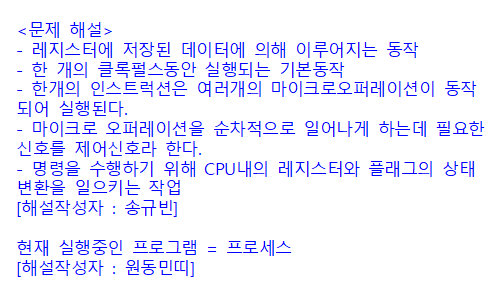 <문제 해설>
- 레지스터에 저장된 데이터에 의해 이루어지는 동작
- 한 개의 클록펄스동안 실행되는 기본동작
- 한개의 인스트럭션은 여러개의 마이크로오퍼레이션이 동작
되어 실행된다.
- 마이크로 오퍼레이션을 순차적으로 일어나게 하는데 필요한
신호를 제어신호라 한다.
- 명령을 수행하기 위해 CPU내의 레지스터와 플래그의 상태
변환을 일으키는 작업
[해설작성자 : 송규빈]
현재 실행중인 프로그램 = 프로세스
[해설작성자 : 원동민띠]